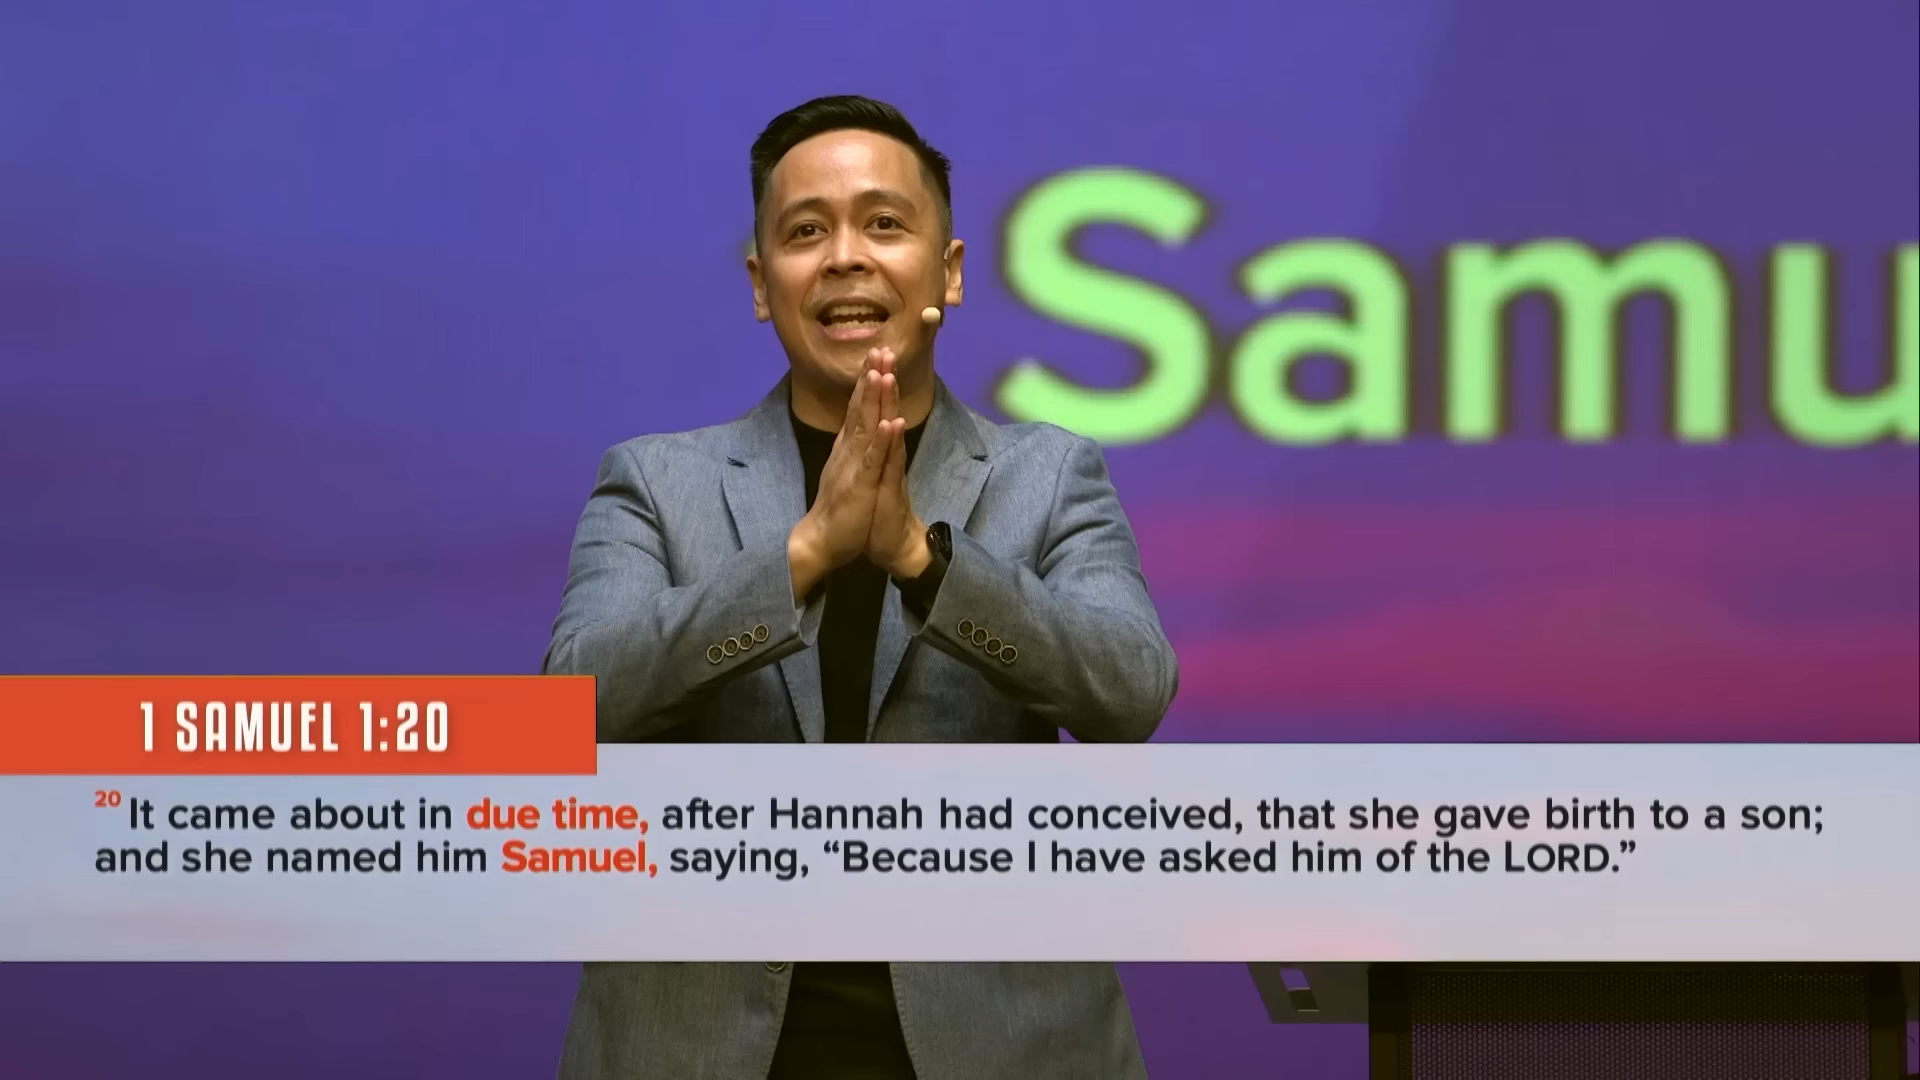 Samu
1 SAMUEL 1:20
20 It came about in due time, after Hannah had conceived, that she gave birth to a son;
and she named him Samuel, saying, “Because I have asked him of the LORD.”